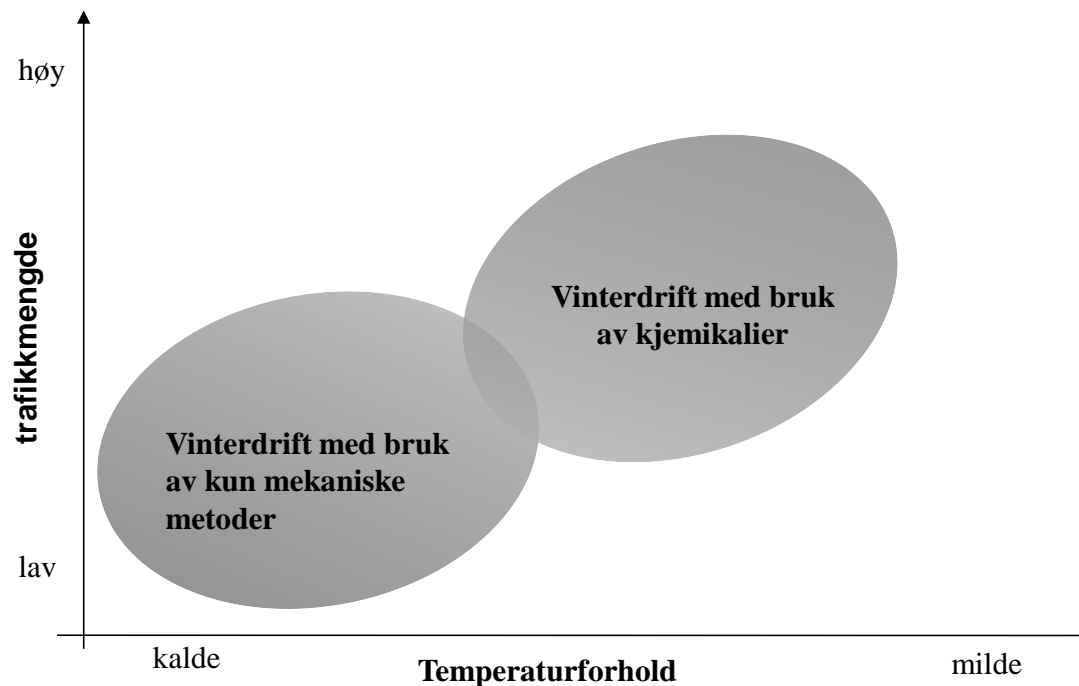 høy
trafikkmengde
Vinterdrift med bruk
av kjemikalier
Vinterdrift med bruk
av kun mekaniske
metoder
lav
kalde
Temperaturforhold
milde